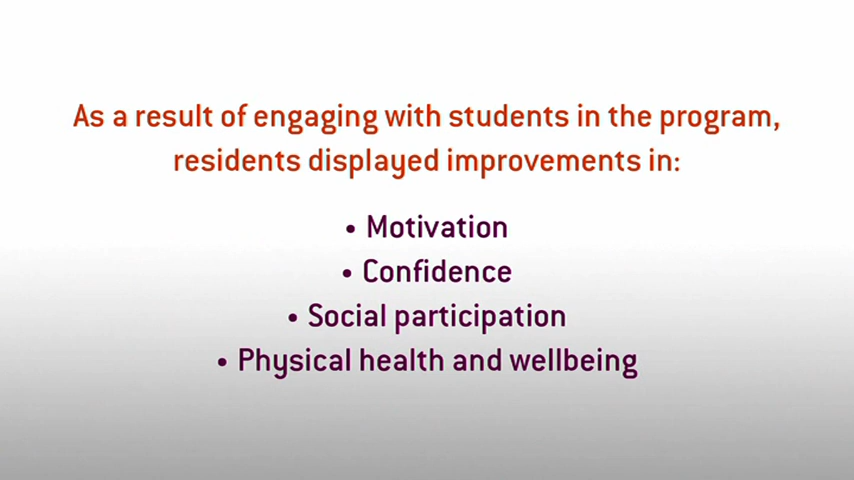 As a result of engaging with students in the program,
residents displayed improvements in:
• Motivation
• Confidence
• Social participation
• Physical health and wellbeing